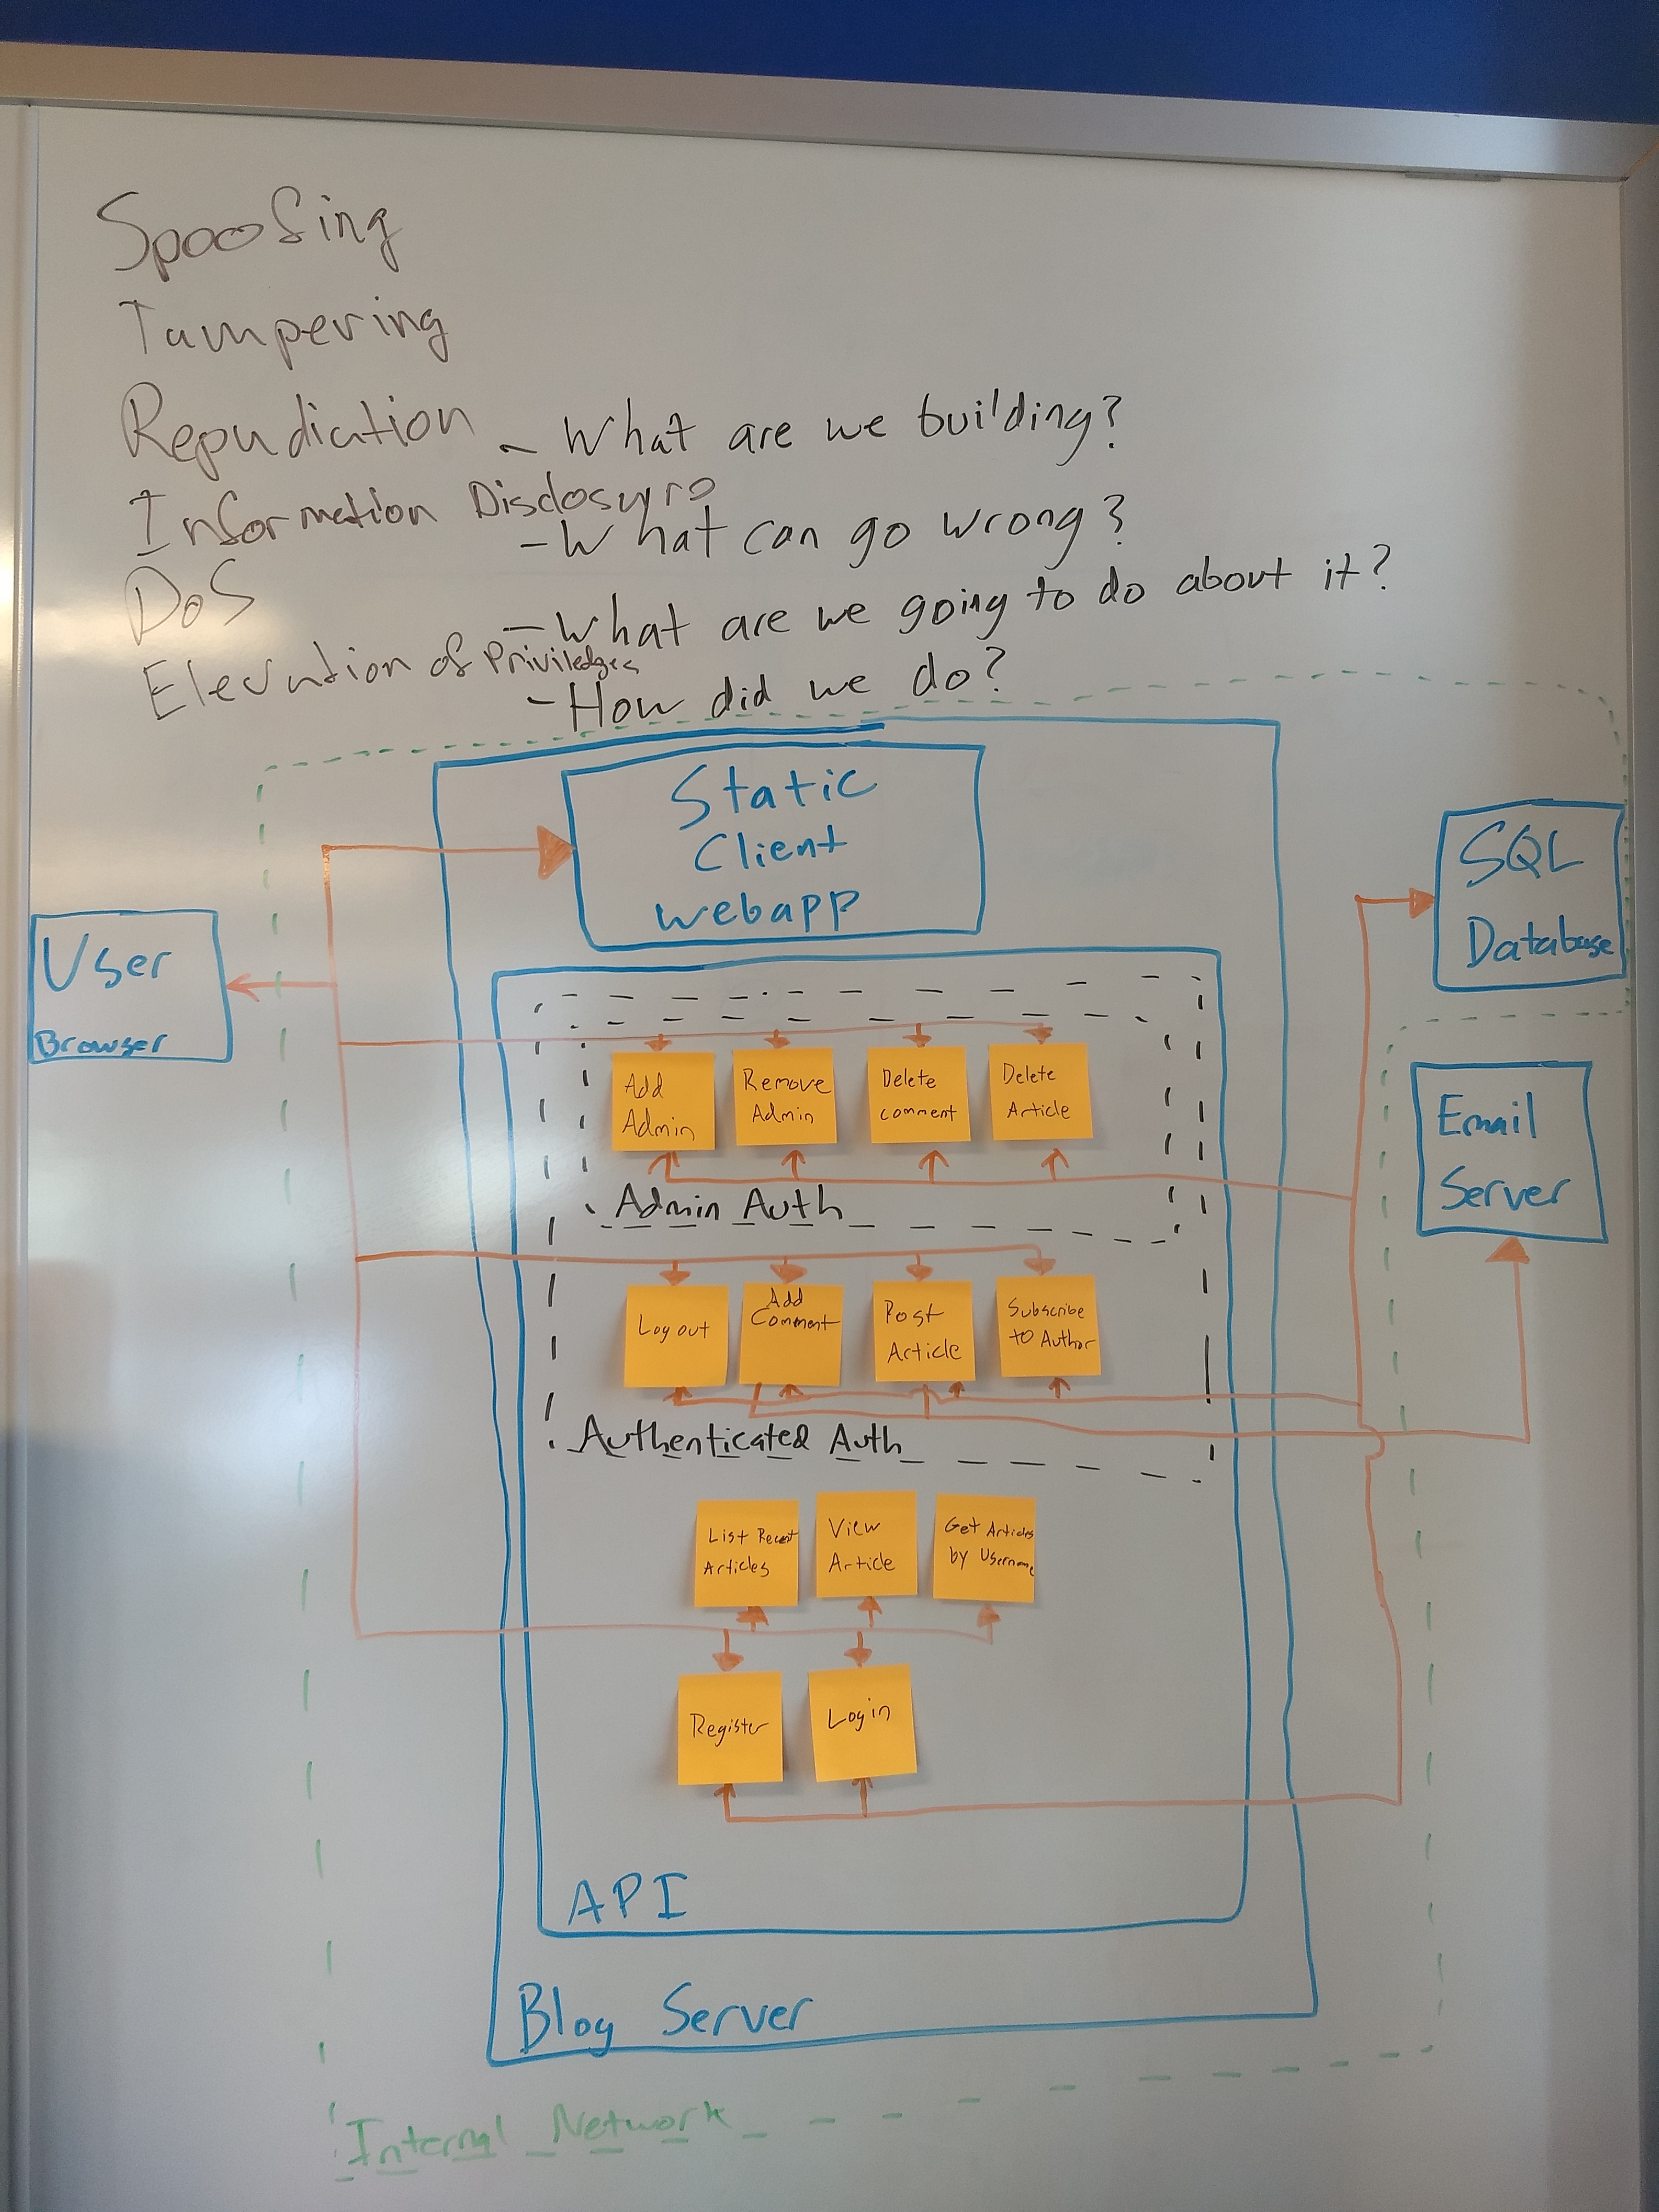 Spoofing
Tampering
Repudiation
- What are we building?
Information Disclosure
- What can go wrong?
DoS
- What are we going to do about it?
Elevation of Priviledges
- How did we do?
Static
Client
webapp
SQL
Database
User
Browser
Email
Server
Add
Admin
Remove
Admin
Delete
comment
Delete
Article
Admin Auth
Log out
Add
Comment
Post
Article
Subscribe
to Author
Authenticated Auth
List Recent
Articles
View
Article
Get Articles
by Username
Register
Login
API
Blog Server
Internal Network